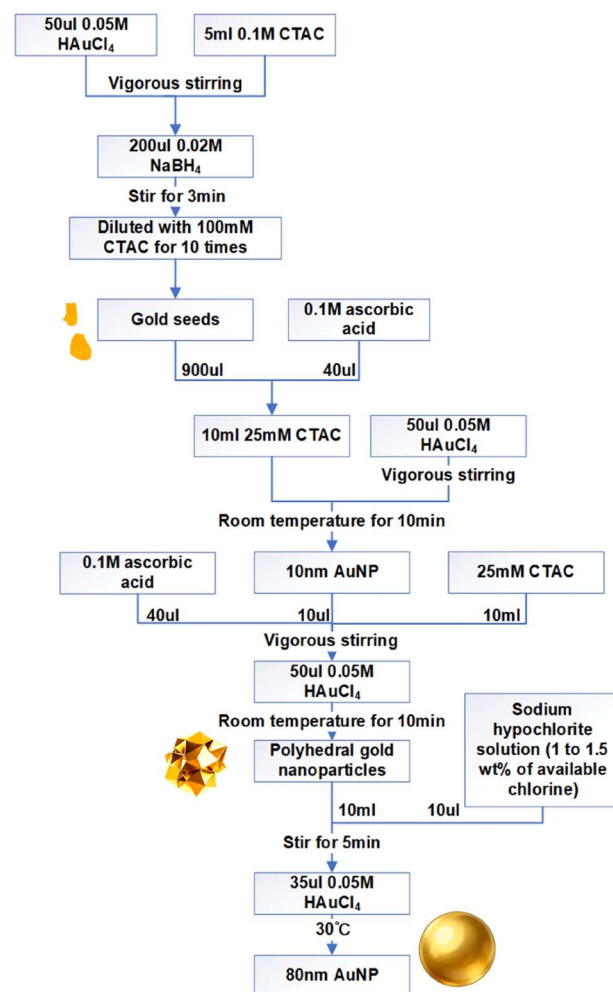 50ul 0.05M
HAuCl₄
5ml 0.1M CTAC
Vigorous stirring
200ul 0.02M
NaBH₄
Stir for 3min
Diluted with 100mM
CTAC for 10 times
Gold seeds
0.1M ascorbic
acid
900ul
40ul
10ml 25mM CTAC
50ul 0.05M
HAuCl₄
Vigorous stirring
Room temperature for 10min
0.1M ascorbic
acid
10nm AuNP
25mM CTAC
40ul
10ul
10ml
Vigorous stirring
50ul 0.05M
HAuCl₄
Room temperature for 10min
Polyhedral gold
nanoparticles
Sodium
hypochlorite
solution (1 to 1.5
wt% of available
chlorine)
10ml
10ul
Stir for 5min
35ul 0.05M
HAuCl₄
30℃
80nm AuNP